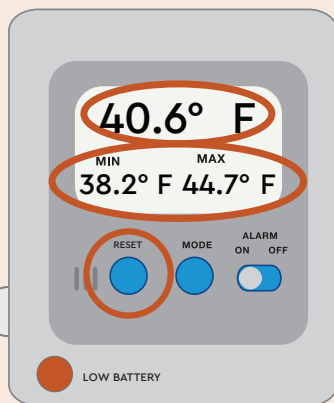 40.6° F
MIN MAX
38.2° F 44.7° F
RESET MODE ALARM
ON OFF
LOW BATTERY